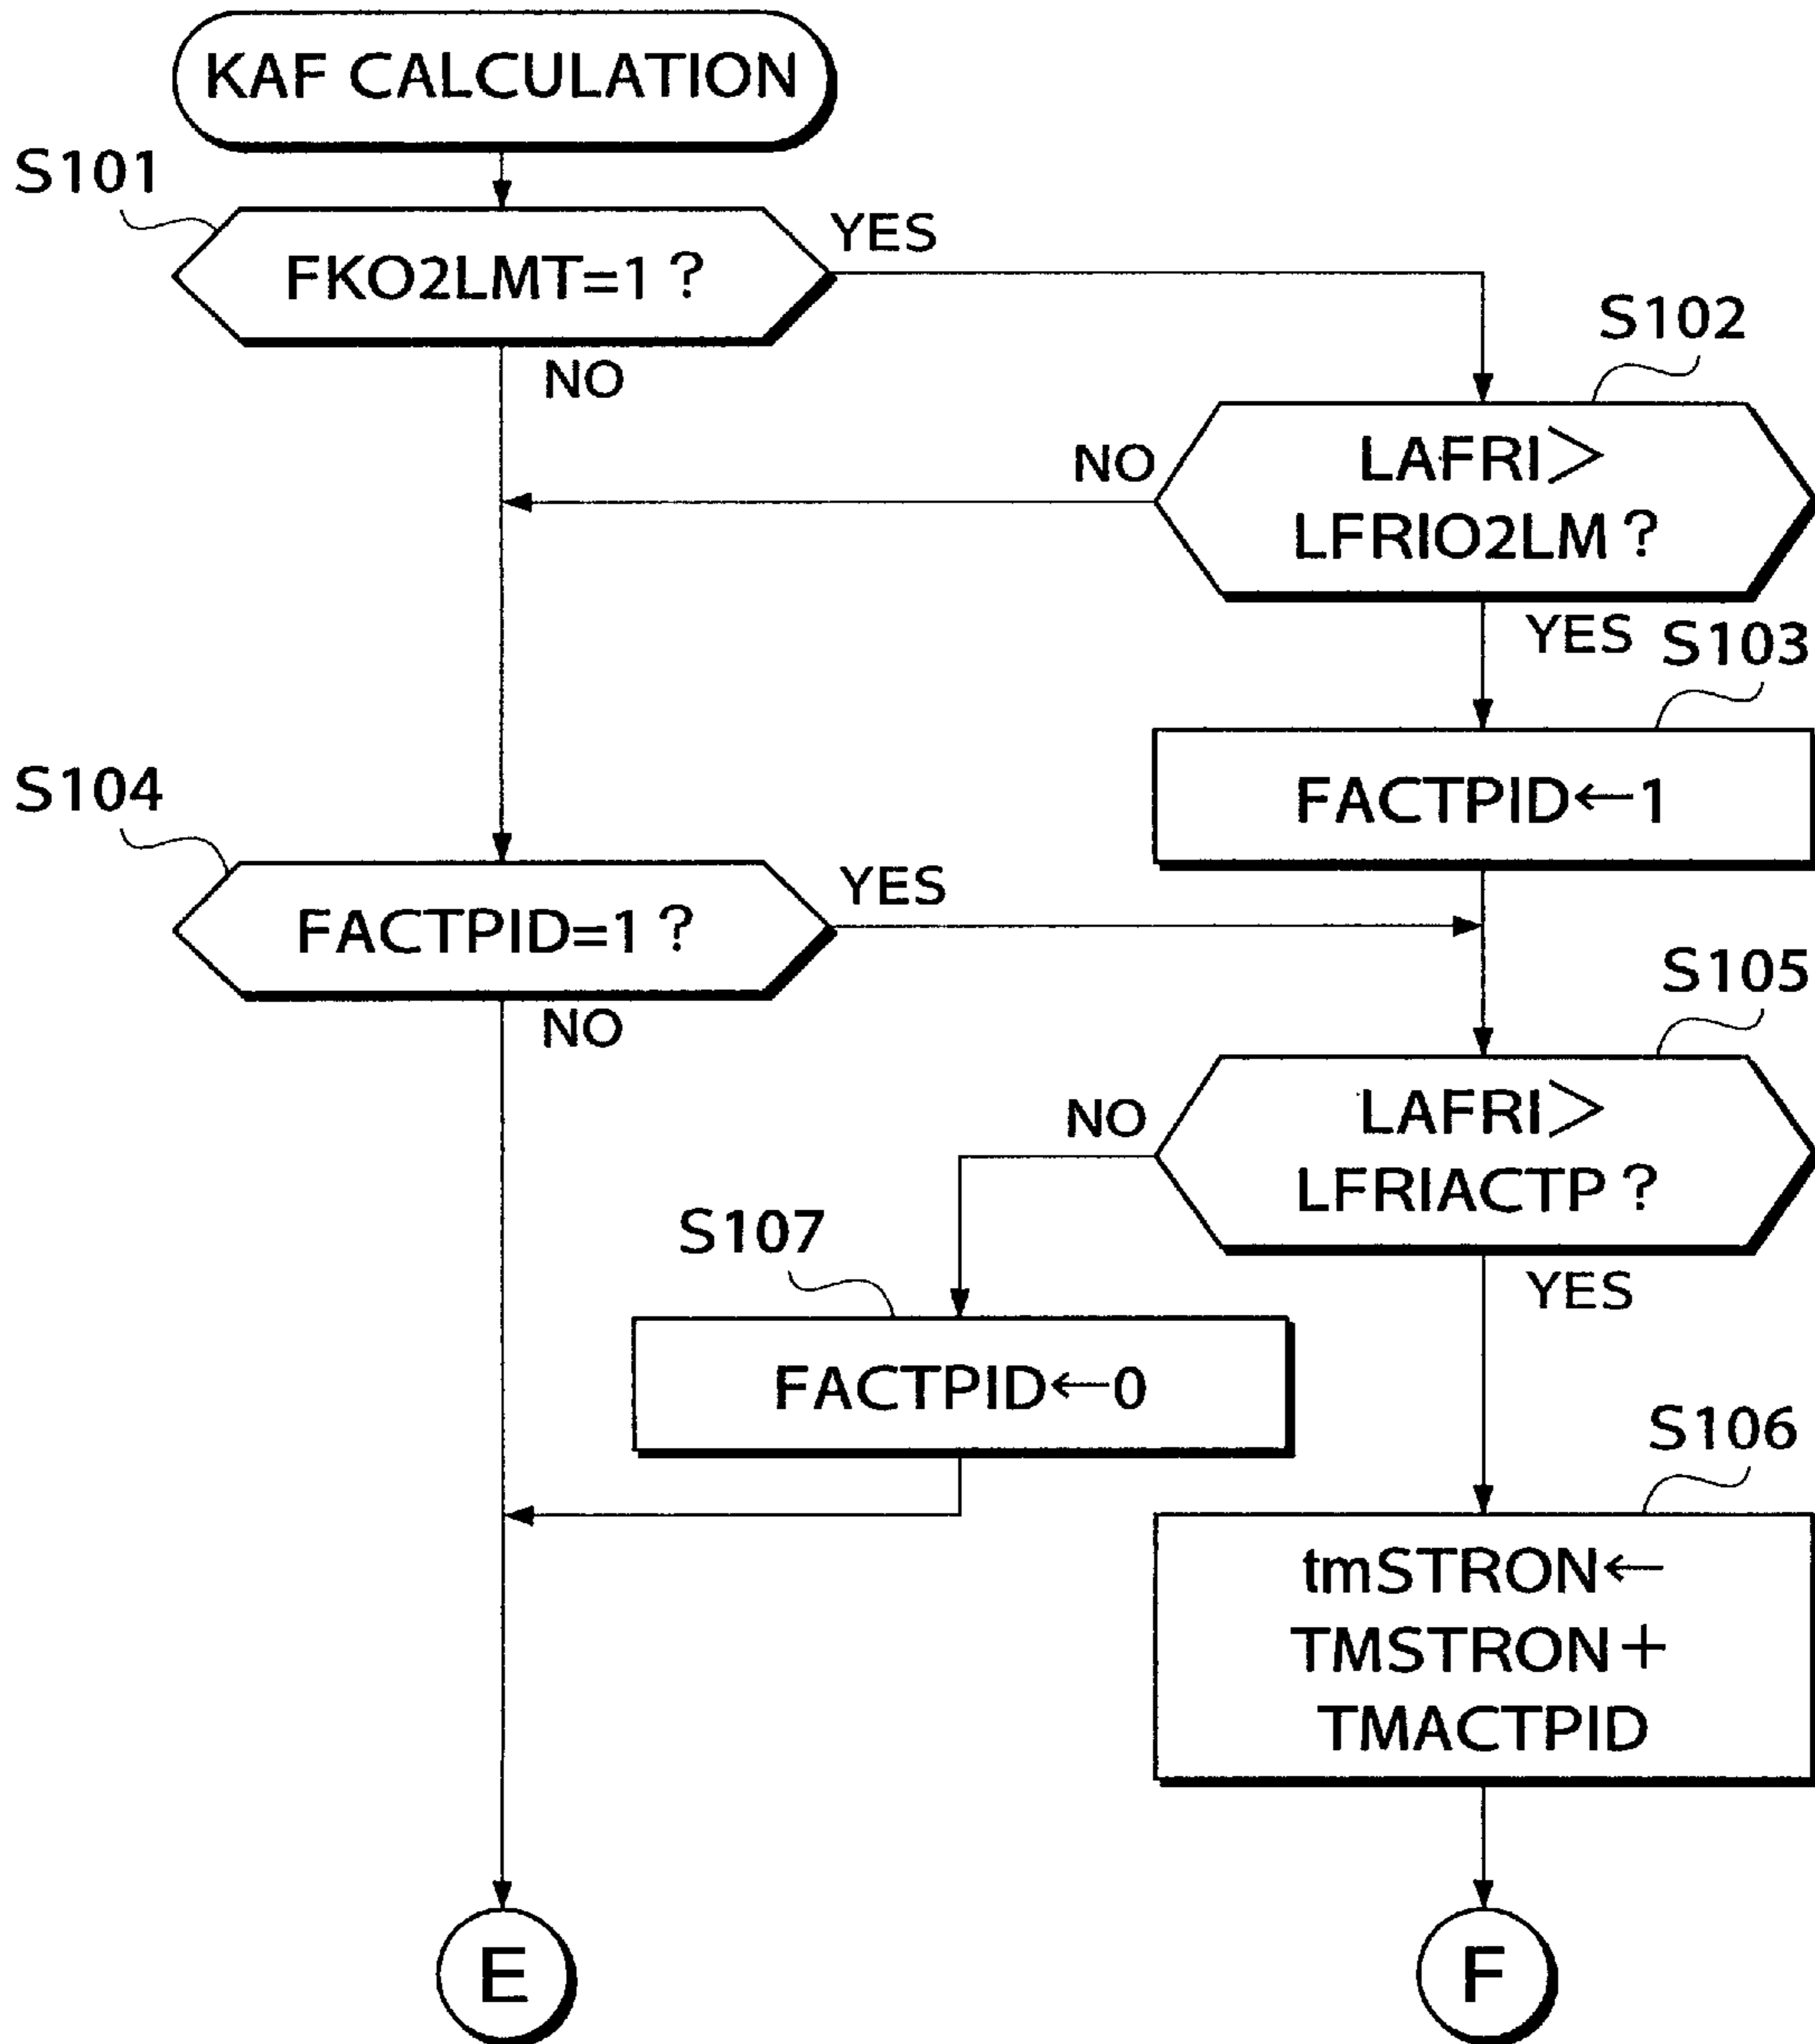 KAF CALCULATION
S101
FKO2LMT=1 ?
YES
NO
S102
LAFRI>
LFRIO2LM ?
NO
YES
S103
FACTPID←1
S104
FACTPID=1 ?
YES
NO
S105
LAFRI>
LFRIACTP ?
NO
YES
S107
FACTPID←0
S106
tmSTRON←
TMSTRON+
TMACTPID
E
F